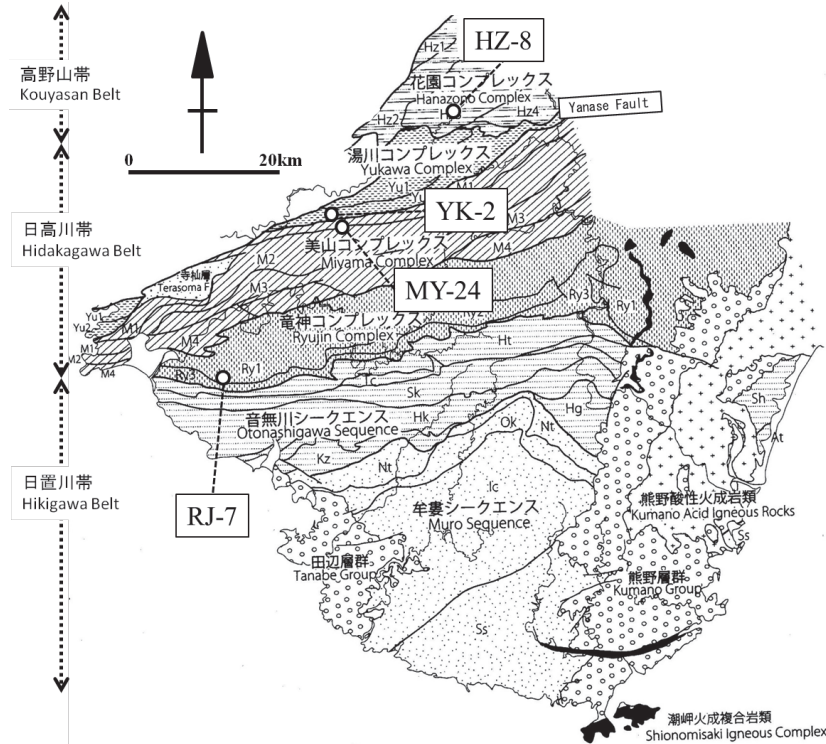 高野山帯
Kouyasan Belt
日高川帯
Hidakagawa Belt
日置川帯
Hikigawa Belt
0 20km
HZ-8
Hz1
花園コンプレックス
Hanazono Complex
Hz2
Hz4
Yanase Fault
湯川コンプレックス
Yukawa Complex
Yu1
M1
YK-2
M3
美山コンプレックス
Miyama Complex
M4
M2
MY-24
寺杣層
Terasoma F.
M3
Yu1
Yu2
M1
M4
M1
M2
M4
竜神コンプレックス
Ryujin Complex
Ry3
Ry1
Ry3
Ry1
Ht
Tc
Sk
音無川シークエンス
Otonashigawa Sequence
Hk
Hg
Ok
Nt
Kz
Nt
Ic
RJ-7
牟婁シークエンス
Muro Sequence
Sh
At
熊野酸性火成岩類
Kumano Acid Igneous Rocks
Ss
田辺層群
Tanabe Group
熊野層群
Kumano Group
Ss
潮岬火成複合岩類
Shionomisaki Igneous Complex